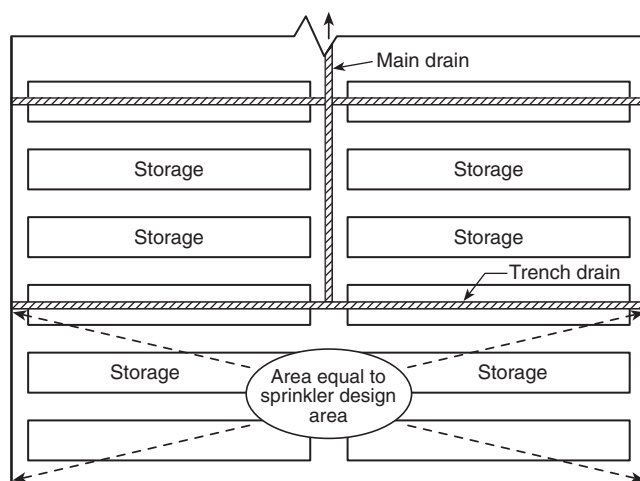 Main drain
Storage
Storage
Storage
Storage
Trench drain
Storage
Area equal to
sprinkler design
area
Storage